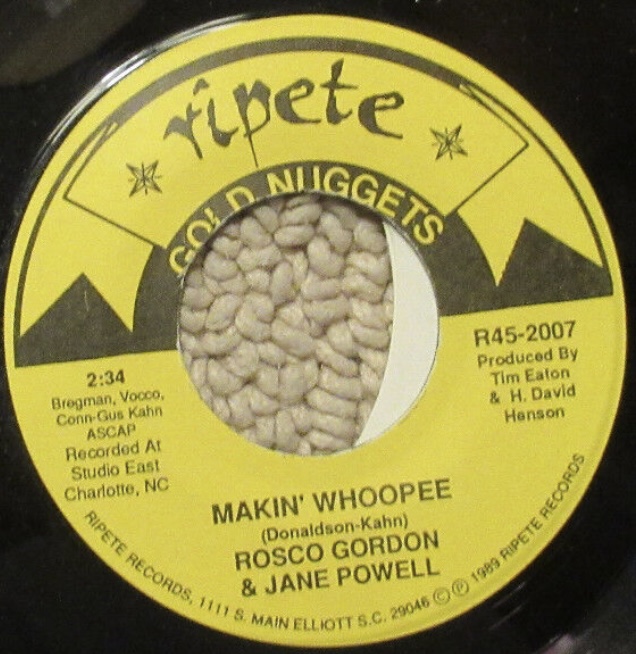 ripete
GOLD NUGGETS
R45-2007
Produced By
Tim Eaton
& H. David
Henson
2:34
Bregman, Vocco,
Conn-Gus Kahn
ASCAP
Recorded At
Studio East
Charlotte, NC
MAKIN' WHOOPEE
(Donaldson-Kahn)
ROSCO GORDON
& JANE POWELL
RIPETE RECORDS, 1111 S. MAIN ELLIOTT S.C. 29046 © ℗ 1989 RIPETE RECORDS